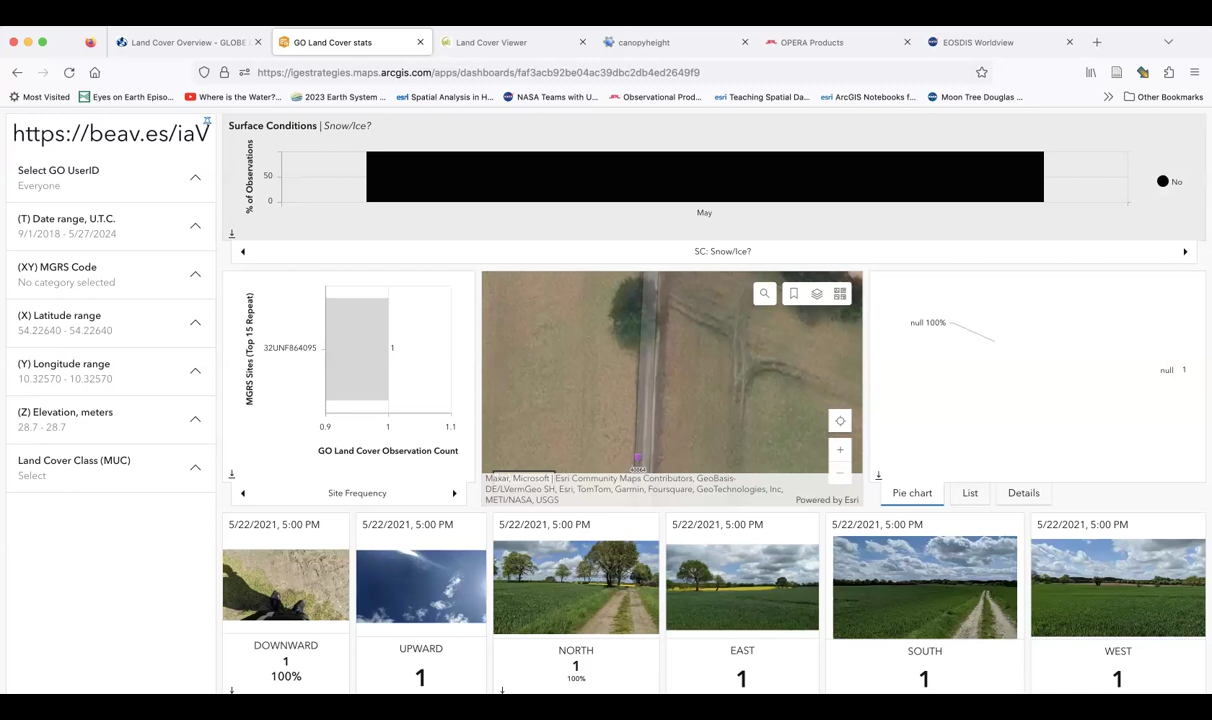 Land Cover Overview - GLOBE
GO Land Cover stats
Land Cover Viewer
canopyheight
OPERA Products
EOSDIS Worldview
https://igestrategies.maps.arcgis.com/apps/dashboards/faf3acb92be04ac39dbc2db4ed2649f9
Most Visited
Eyes on Earth Episo...
Where is the Water?...
2023 Earth System ...
esri Spatial Analysis in H...
NASA Teams with U...
Observational Prod...
esri Teaching Spatial Da...
esri ArcGIS Notebooks f...
Moon Tree Douglas ...
Other Bookmarks
https://beav.es/iaV
Select GO UserID
Everyone
(T) Date range, U.T.C.
9/1/2018 - 5/27/2024
(XY) MGRS Code
No category selected
(X) Latitude range
54.22640 - 54.22640
(Y) Longitude range
10.32570 - 10.32570
(Z) Elevation, meters
28.7 - 28.7
Land Cover Class (MUC)
Select
Surface Conditions | Snow/Ice?
% of Observations
50
0
May
No
SC: Snow/Ice?
MGRS Sites (Top 15 Repeat)
32UNF864095
1
0.9
1
1.1
GO Land Cover Observation Count
Site Frequency
Maxar, Microsoft | Esri Community Maps Contributors, GeoBasis-
DE/LVermGeo SH, Esri, TomTom, Garmin, Foursquare, GeoTechnologies, Inc,
METI/NASA, USGS
Powered by Esri
null 100%
null 1
Pie chart
List
Details
5/22/2021, 5:00 PM
5/22/2021, 5:00 PM
5/22/2021, 5:00 PM
5/22/2021, 5:00 PM
5/22/2021, 5:00 PM
5/22/2021, 5:00 PM
DOWNWARD
1
100%
UPWARD
1
NORTH
1
100%
EAST
1
SOUTH
1
WEST
1